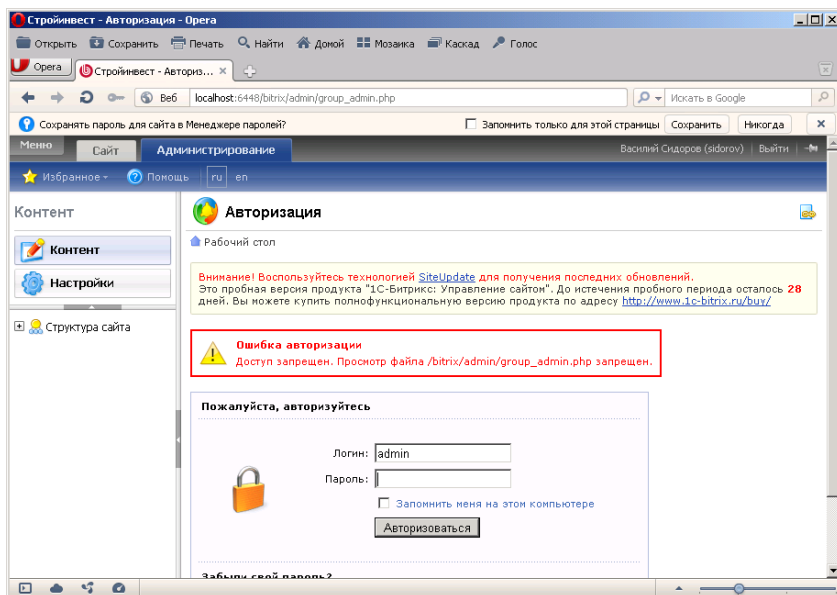 Стройинвест - Авторизация - Opera
Открыть Сохранить Печать Найти Домой Мозаика Каскад Голос
Opera Стройинвест - Авториз...
Веб localhost:6448/bitrix/admin/group_admin.php Искать в Google
Сохранять пароль для сайта в Менеджере паролей? Запомнить только для этой страницы Сохранить Никогда
Меню Сайт Администрирование Василий Сидоров (sidorov) Выйти
Избранное Помощь ru en
Контент
Авторизация
Рабочий стол
Контент
Настройки
Структура сайта
Внимание! Воспользуйтесь технологией SiteUpdate для получения последних обновлений.
Это пробная версия продукта "1С-Битрикс: Управление сайтом". До истечения пробного периода осталось 28
дней. Вы можете купить полнофункциональную версию продукта по адресу http://www.1c-bitrix.ru/buy/
Ошибка авторизации
Доступ запрещен. Просмотр файла /bitrix/admin/group_admin.php запрещен.
Пожалуйста, авторизуйтесь
Логин: admin
Пароль:
Запомнить меня на этом компьютере
Авторизоваться
Забыли свой пароль?